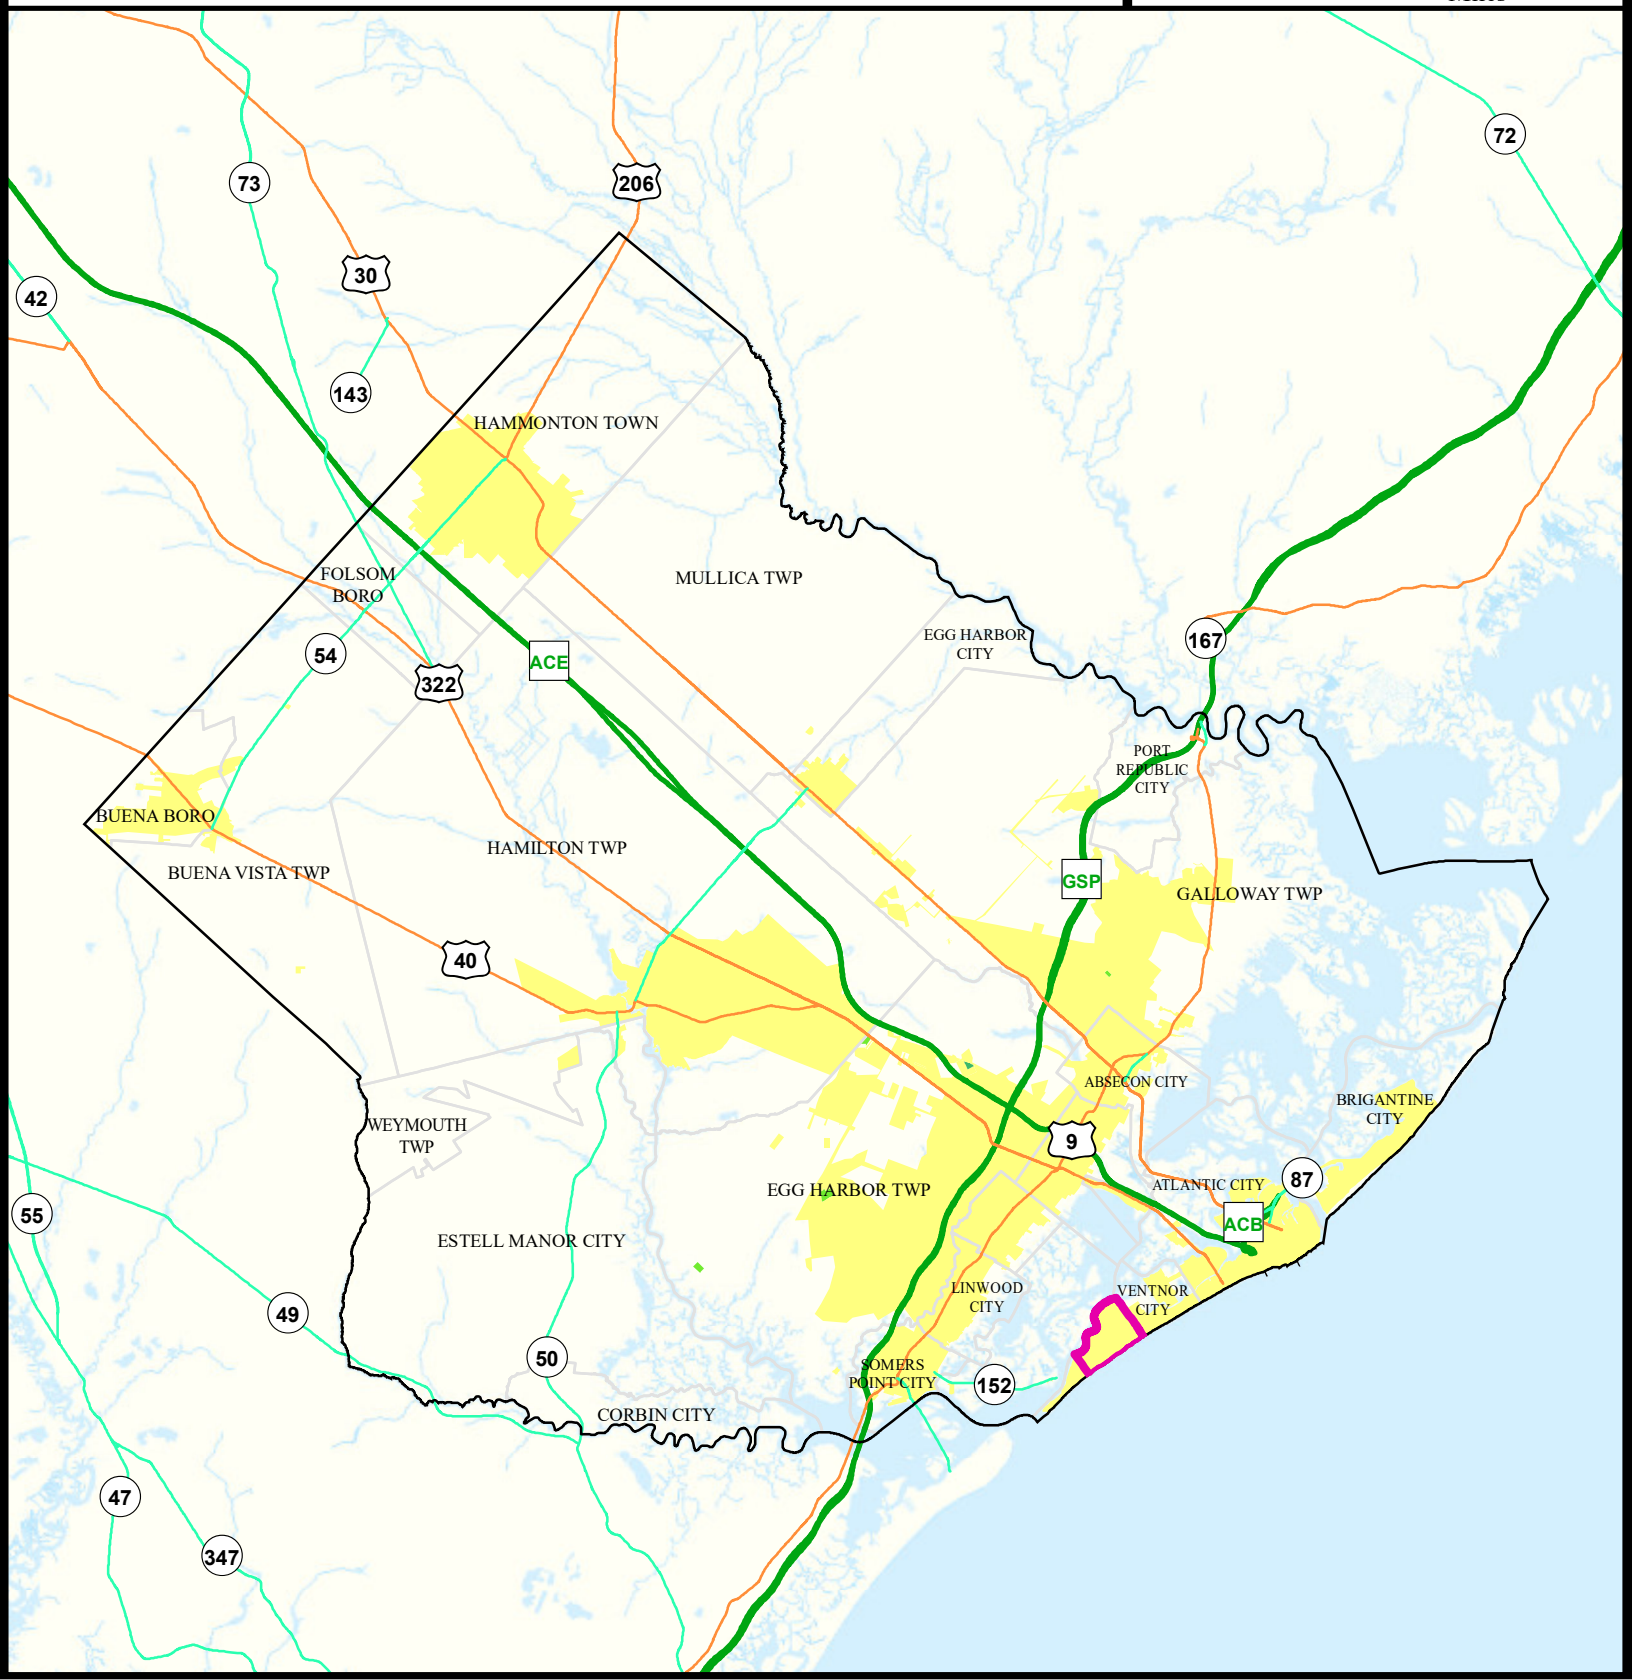 72
73
206
30
42
143
HAMMONTON TOWN
FOLSOM
BORO
MULLICA TWP
EGG HARBOR
CITY
167
54
ACE
322
PORT
REPUBLIC
CITY
BUENA BORO
HAMILTON TWP
BUENA VISTA TWP
GSP
GALLOWAY TWP
40
ABSECON CITY
BRIGANTINE
CITY
WEYMOUTH
TWP
9
EGG HARBOR TWP
ATLANTIC CITY
87
55
ACB
ESTELL MANOR CITY
LINWOOD
CITY
VENTNOR
CITY
49
50
SOMERS
POINT CITY
152
CORBIN CITY
47
347